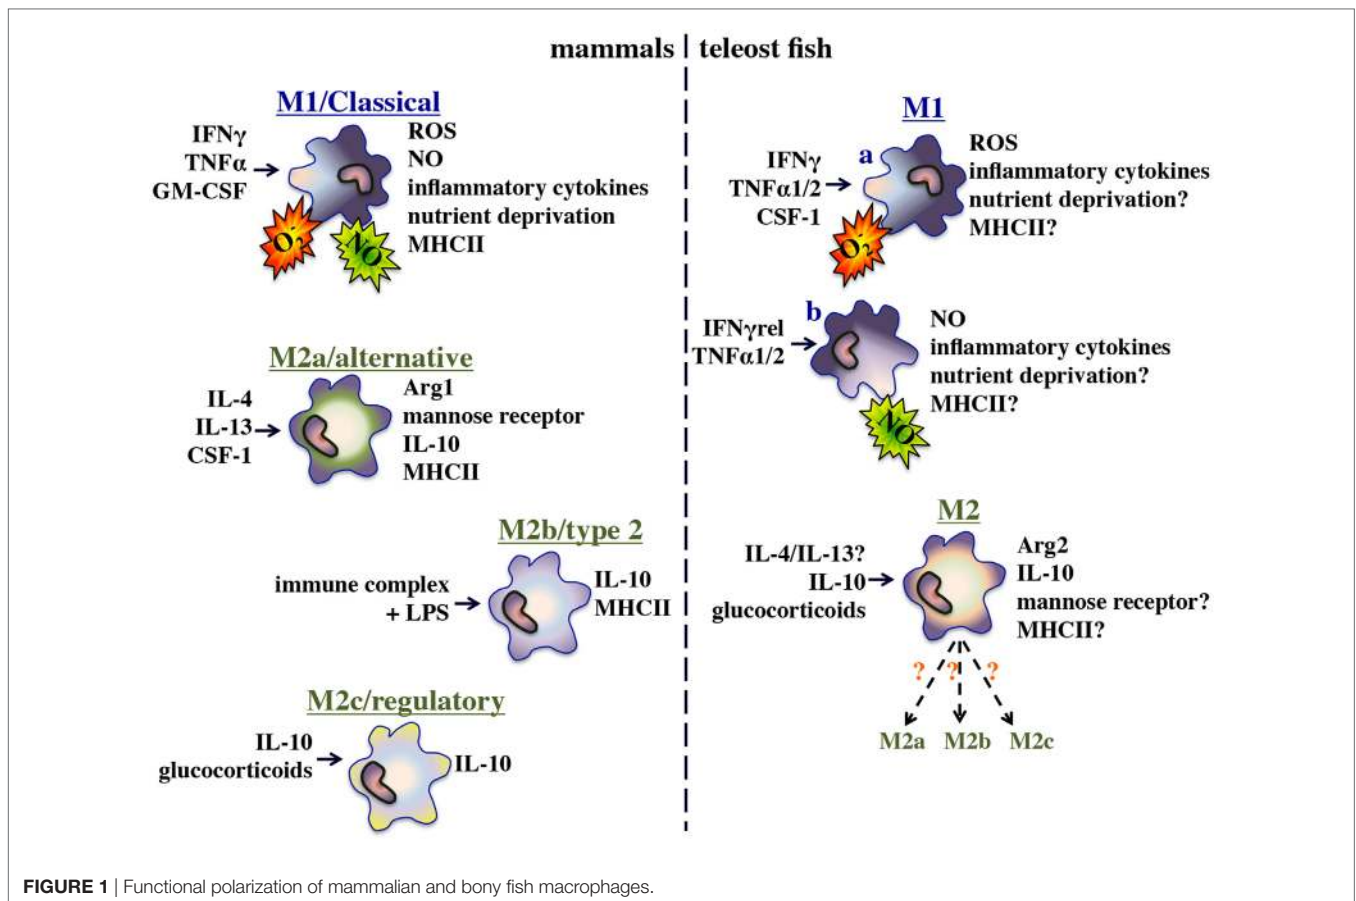 mammals | teleost fish
M1/Classical
IFNγ
TNFα
GM-CSF
ROS
NO
inflammatory cytokines
nutrient deprivation
MHCII
O₂⁻
NO
M2a/alternative
IL-4
IL-13
CSF-1
Arg1
mannose receptor
IL-10
MHCII
M2b/type 2
immune complex
+ LPS
IL-10
MHCII
M2c/regulatory
IL-10
glucocorticoids
IL-10
M1
a
IFNγ
TNFα1/2
CSF-1
ROS
inflammatory cytokines
nutrient deprivation?
MHCII?
O₂⁻
b
IFNγrel
TNFα1/2
NO
inflammatory cytokines
nutrient deprivation?
MHCII?
NO
M2
IL-4/IL-13?
IL-10
glucocorticoids
Arg2
IL-10
mannose receptor?
MHCII?
? ? ?
M2a M2b M2c
FIGURE 1 | Functional polarization of mammalian and bony fish macrophages.